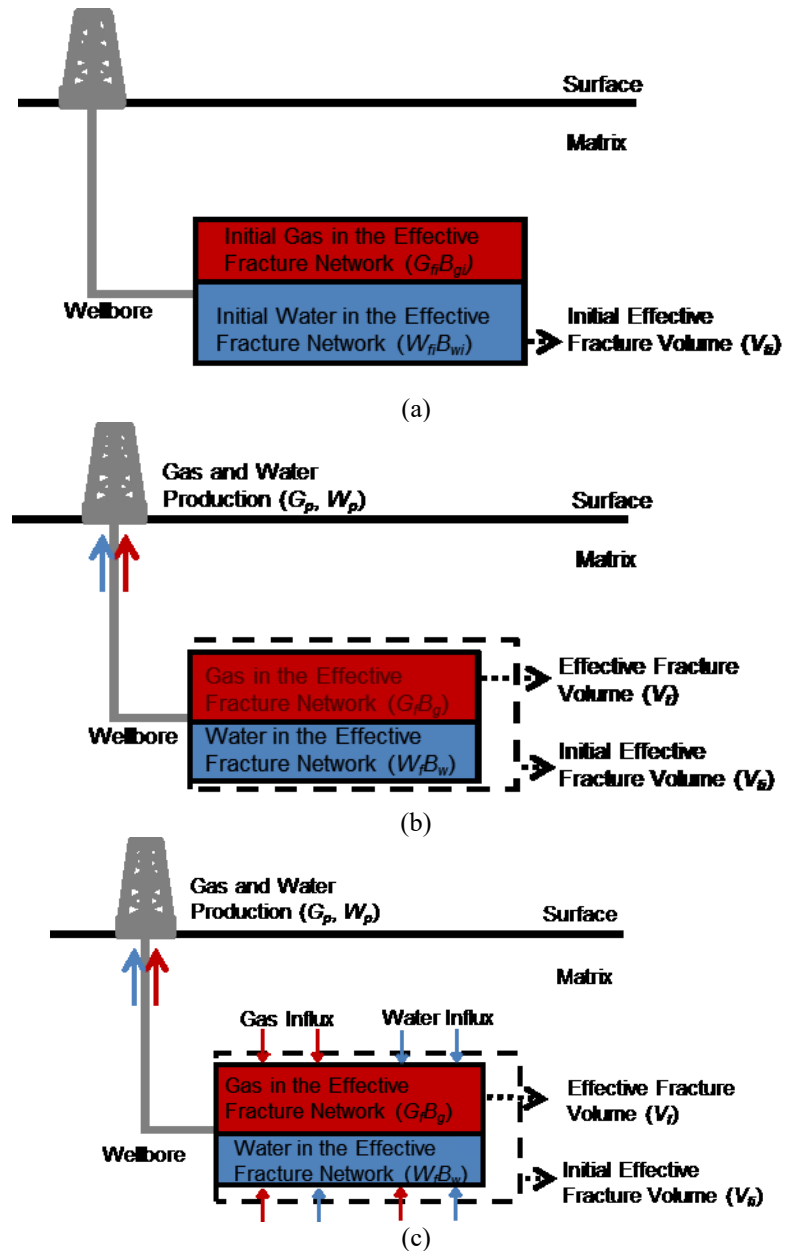 Surface
Matrix
Initial Gas in the Effective
Fracture Network (GfiBgi)
Wellbore
Initial Water in the Effective
Fracture Network (WfiBwi)
Initial Effective
Fracture Volume (Vfi)
(a)
Gas and Water
Production (Gp, Wp)
Surface
Matrix
Gas in the Effective
Fracture Network (GfBg)
Effective Fracture
Volume (Vf)
Wellbore
Water in the Effective
Fracture Network (WfBw)
Initial Effective
Fracture Volume (Vfi)
(b)
Gas and Water
Production (Gp, Wp)
Surface
Matrix
Gas Influx
Water Influx
Gas in the Effective
Fracture Network (GfBg)
Effective Fracture
Volume (Vf)
Wellbore
Water in the Effective
Fracture Network (WfBw)
Initial Effective
Fracture Volume (Vfi)
(c)